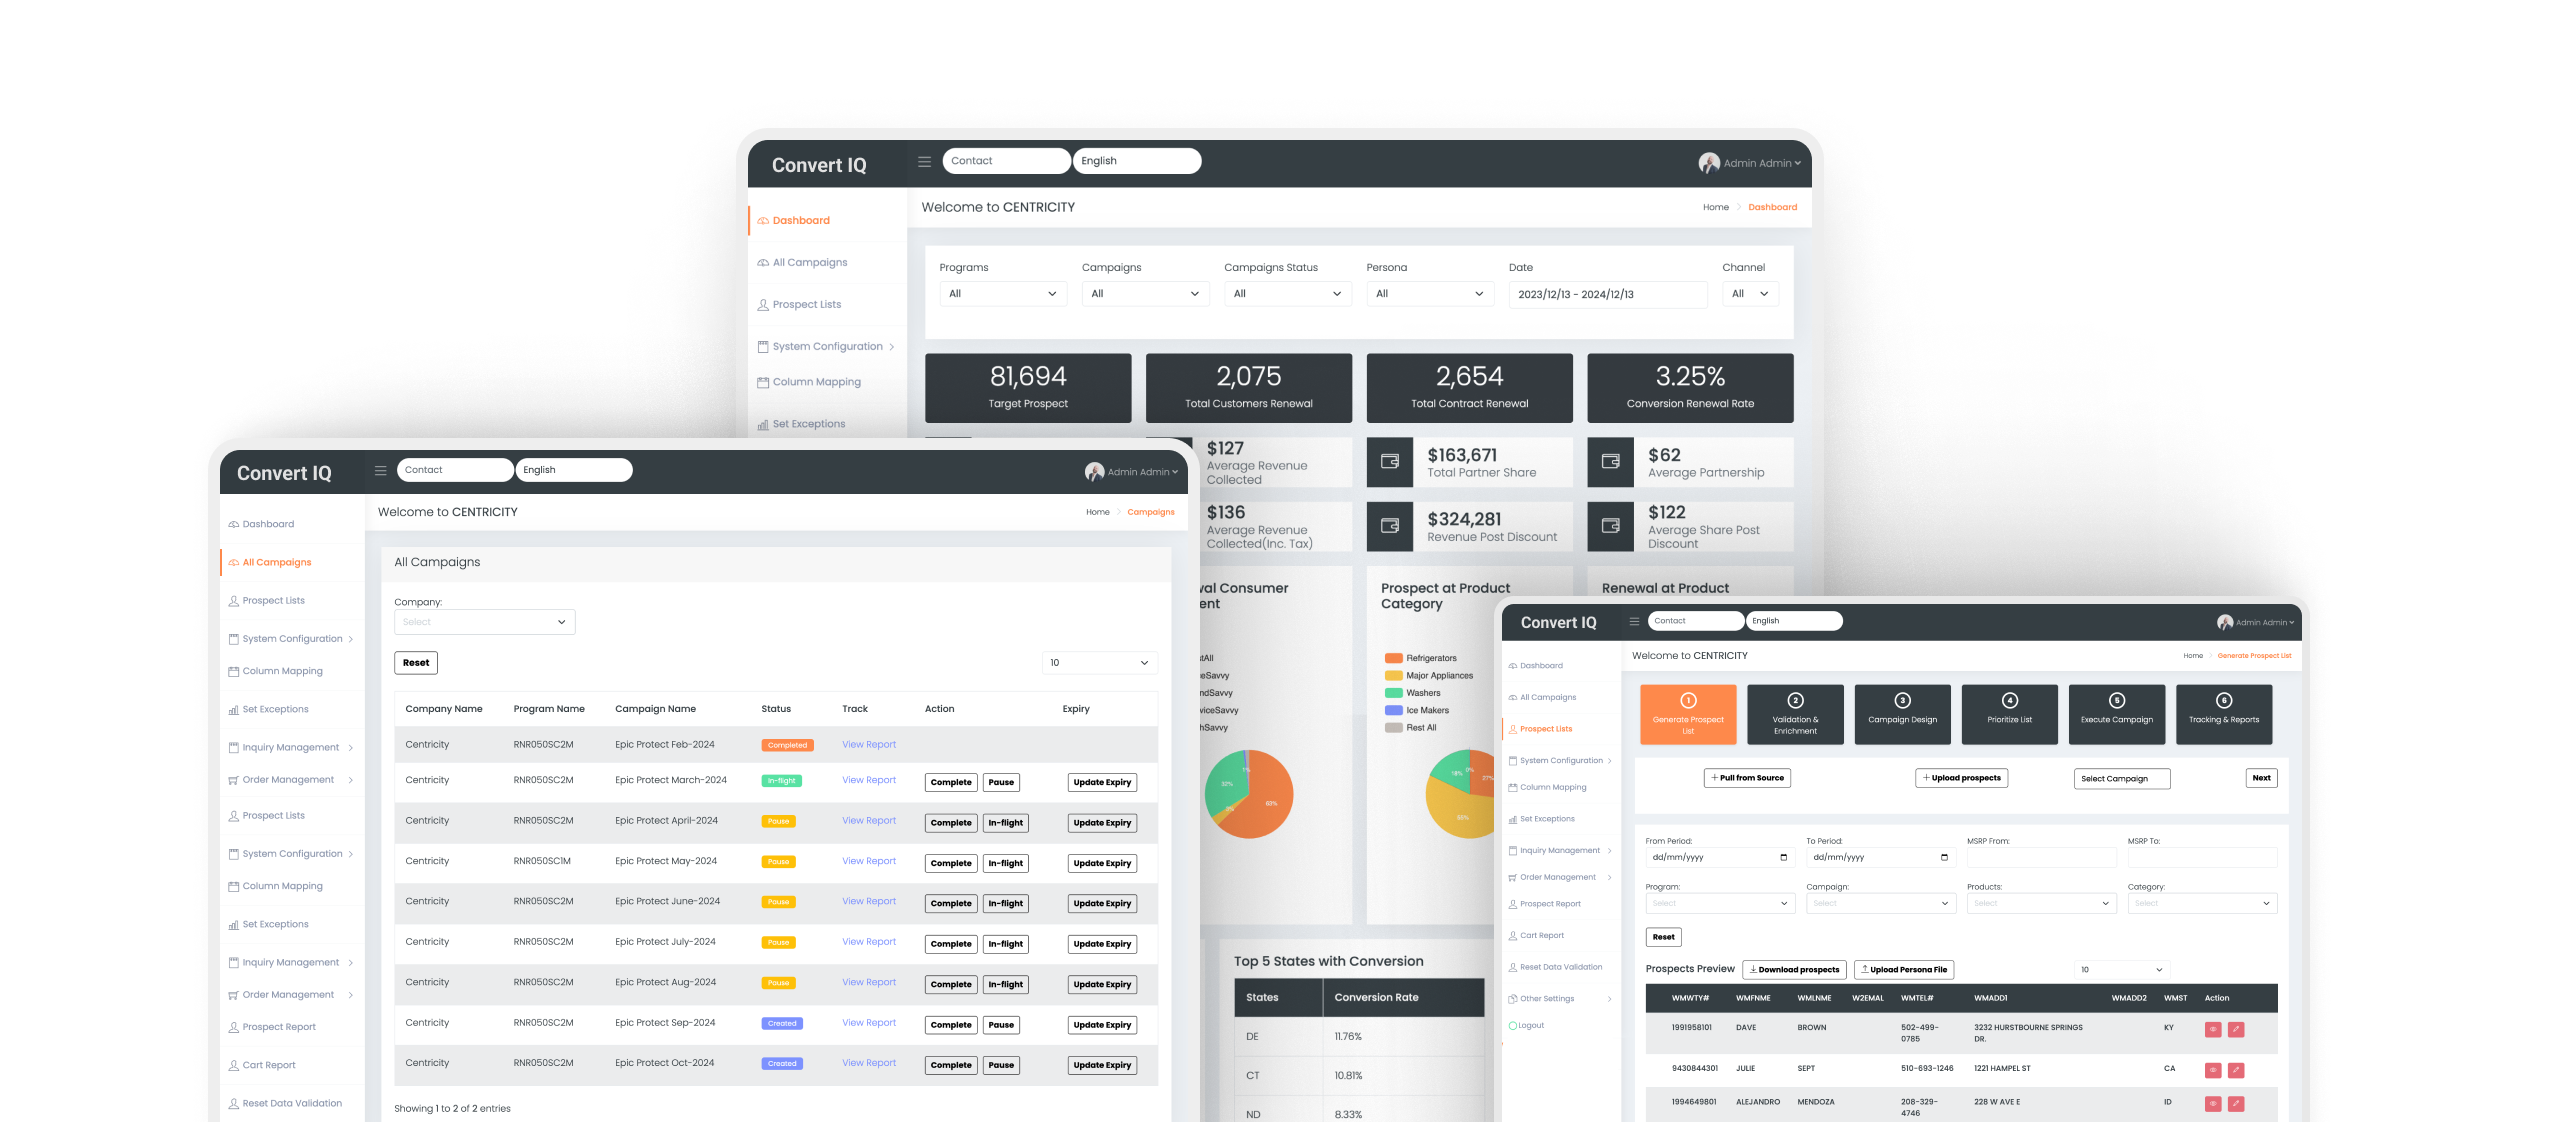 Convert IQ
Contact
English
Admin Admin
Welcome to CENTRICITY
Home > Dashboard
Dashboard
All Campaigns
Prospect Lists
System Configuration
Column Mapping
Set Exceptions
Programs
Campaigns
Campaigns Status
Persona
Date
Channel
All
All
All
All
2023/12/13 - 2024/12/13
All
81,694
Target Prospect
2,075
Total Customers Renewal
2,654
Total Contract Renewal
3.25%
Conversion Renewal Rate
$127
Average Revenue
Collected
$163,671
Total Partner Share
$62
Average Partnership
$136
Average Revenue
Collected(Inc. Tax)
$324,281
Revenue Post Discount
$122
Average Share Post
Discount
Consumer
Prospect at Product
Category
Renewal at Product
Refrigerators
Major Appliances
Washers
Ice Makers
Rest All
63%
55%
Top 5 States with Conversion
States Conversion Rate
DE 11.76%
CT 10.81%
ND 8.33%
Convert IQ
Contact
English
Admin Admin
Welcome to CENTRICITY
Home > Campaigns
Dashboard
All Campaigns
Prospect Lists
System Configuration
Column Mapping
Set Exceptions
Inquiry Management
Order Management
Prospect Lists
System Configuration
Column Mapping
Set Exceptions
Inquiry Management
Order Management
Prospect Report
Cart Report
Reset Data Validation
All Campaigns
Company:
Select
Reset
10
Company Name Program Name Campaign Name Status Track Action Expiry
Centricity RNR050SC2M Epic Protect Feb-2024 Completed View Report
Centricity RNR050SC2M Epic Protect March-2024 In-flight View Report Complete Pause Update Expiry
Centricity RNR050SC2M Epic Protect April-2024 Pause View Report Complete In-flight Update Expiry
Centricity RNR050SC1M Epic Protect May-2024 Pause View Report Complete In-flight Update Expiry
Centricity RNR050SC2M Epic Protect June-2024 Pause View Report Complete In-flight Update Expiry
Centricity RNR050SC2M Epic Protect July-2024 Pause View Report Complete In-flight Update Expiry
Centricity RNR050SC2M Epic Protect Aug-2024 Pause View Report Complete In-flight Update Expiry
Centricity RNR050SC2M Epic Protect Sep-2024 Created View Report Complete Pause Update Expiry
Centricity RNR050SC2M Epic Protect Oct-2024 Created View Report Complete Pause Update Expiry
Showing 1 to 2 of 2 entries
Convert IQ
Contact
English
Admin Admin
Welcome to CENTRICITY
Home > Generate Prospect List
Dashboard
All Campaigns
Prospect Lists
System Configuration
Column Mapping
Set Exceptions
Inquiry Management
Order Management
Prospect Report
Cart Report
Reset Data Validation
Other Settings
Logout
1
Generate Prospect
List
2
Validation &
Enrichment
3
Campaign Design
4
Prioritize List
5
Execute Campaign
6
Tracking & Reports
+ Pull from Source
+ Upload prospects
Select Campaign
Next
From Period:
To Period:
MSRP From:
MSRP To:
dd/mm/yyyy
dd/mm/yyyy
Program:
Campaign:
Products:
Category:
Select
Select
Select
Select
Reset
Prospects Preview
Download prospects
Upload Persona File
10
WMWTY# WMFNME WMLNME W2EMAL WMTEL# WMADD1 WMADD2 WMST Action
1991958101 DAVE BROWN 502-499-0785 3232 HURSTBOURNE SPRINGS DR. KY
9430844301 JULIE SEPT 510-693-1246 1221 HAMPEL ST CA
1994649801 ALEJANDRO MENDOZA 208-329-4746 228 W AVE E ID